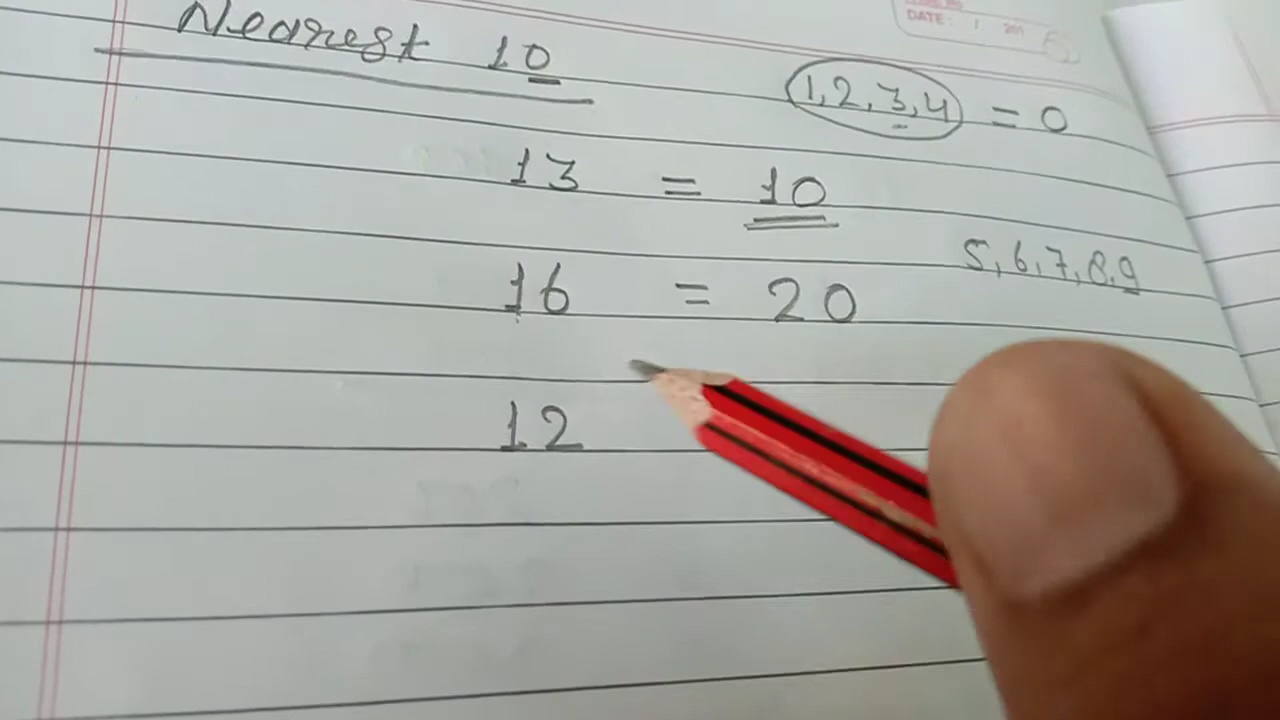 DATE:
Nearest 10
1,2,3,4 = 0
13 = 10
5,6,7,8,9
16 = 20
12